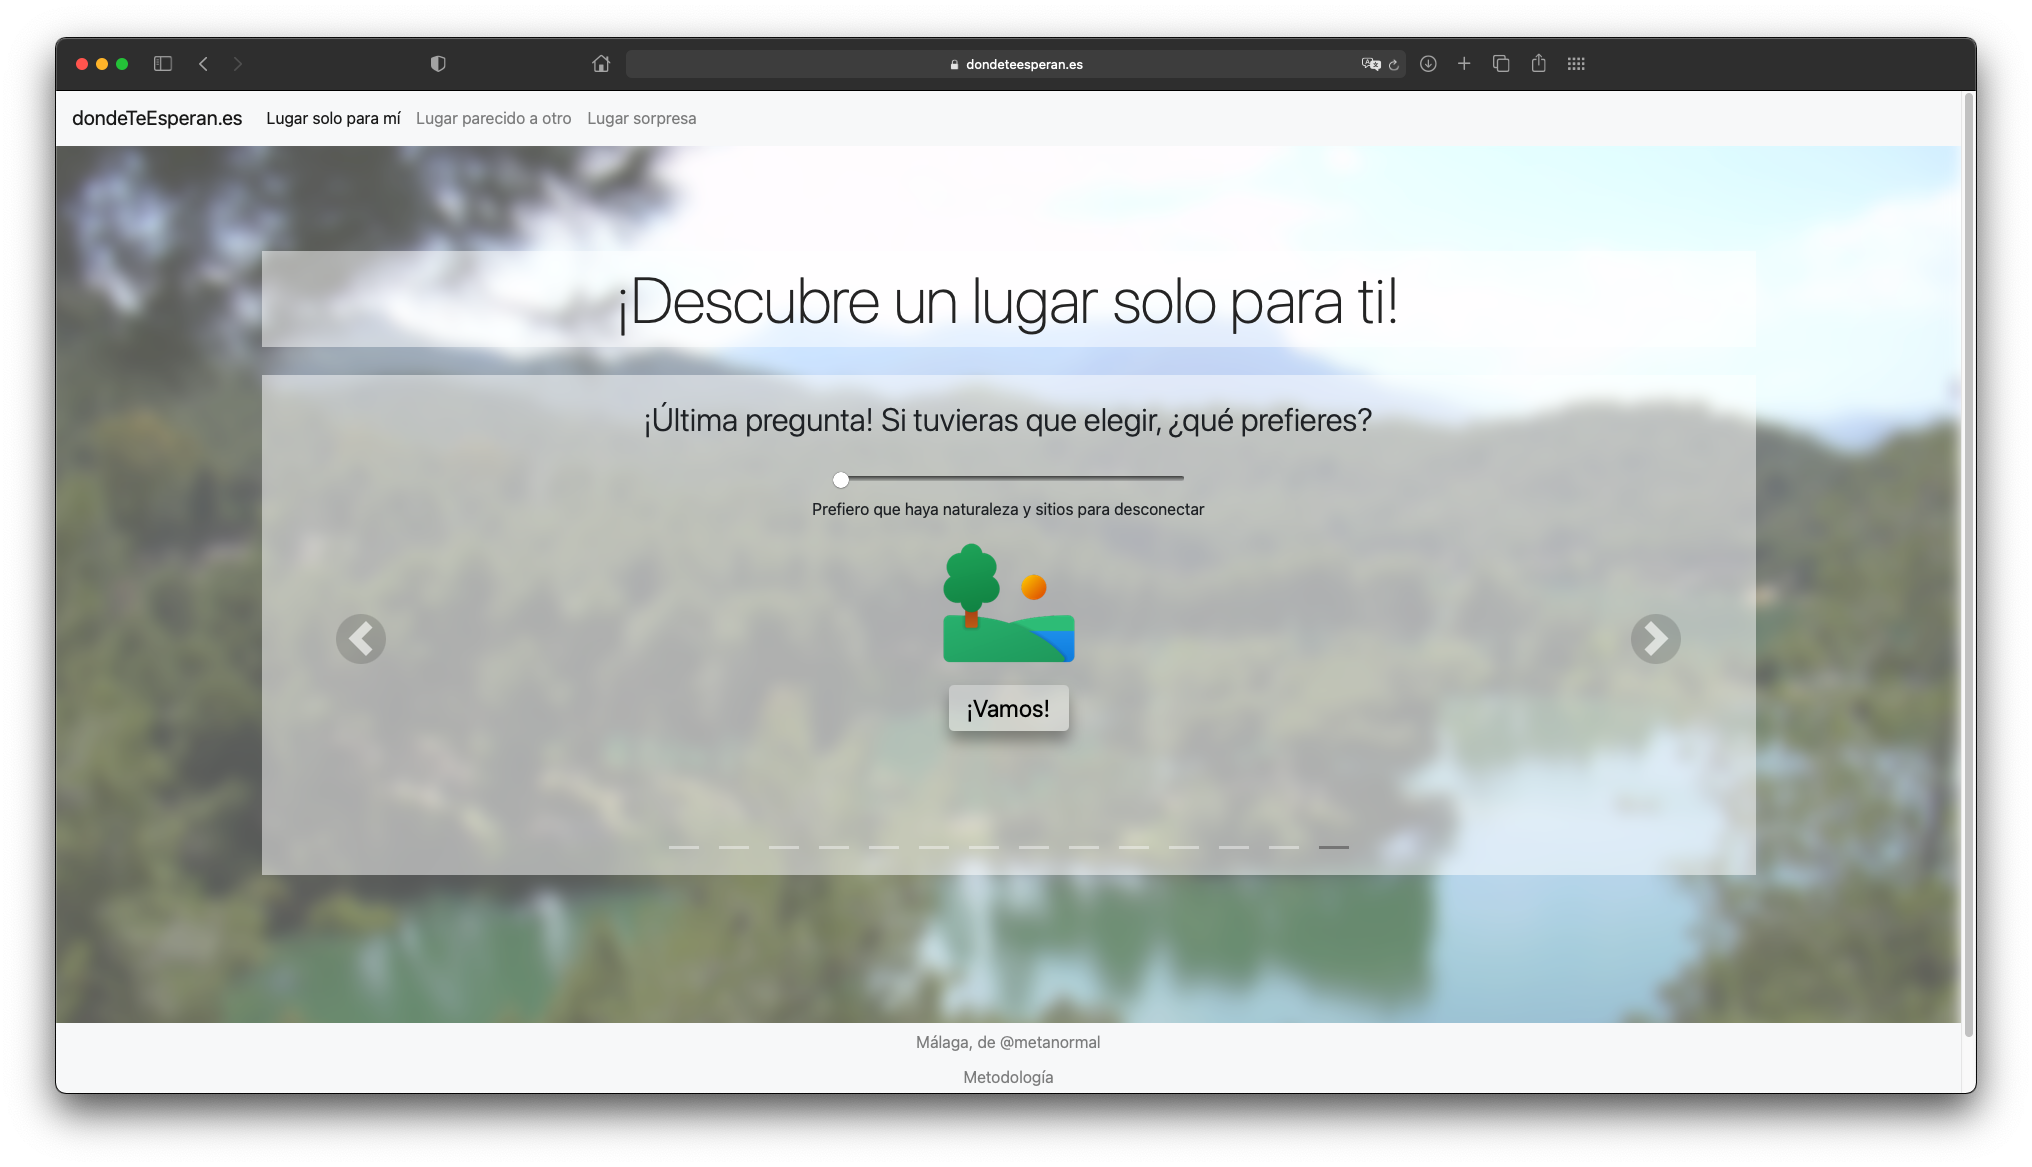 dondeteesperan.es
dondeTeEsperan.es Lugar solo para mí Lugar parecido a otro Lugar sorpresa
¡Descubre un lugar solo para ti!
¡Última pregunta! Si tuvieras que elegir, ¿qué prefieres?
Prefiero que haya naturaleza y sitios para desconectar
¡Vamos!
Málaga, de @metanormal
Metodología